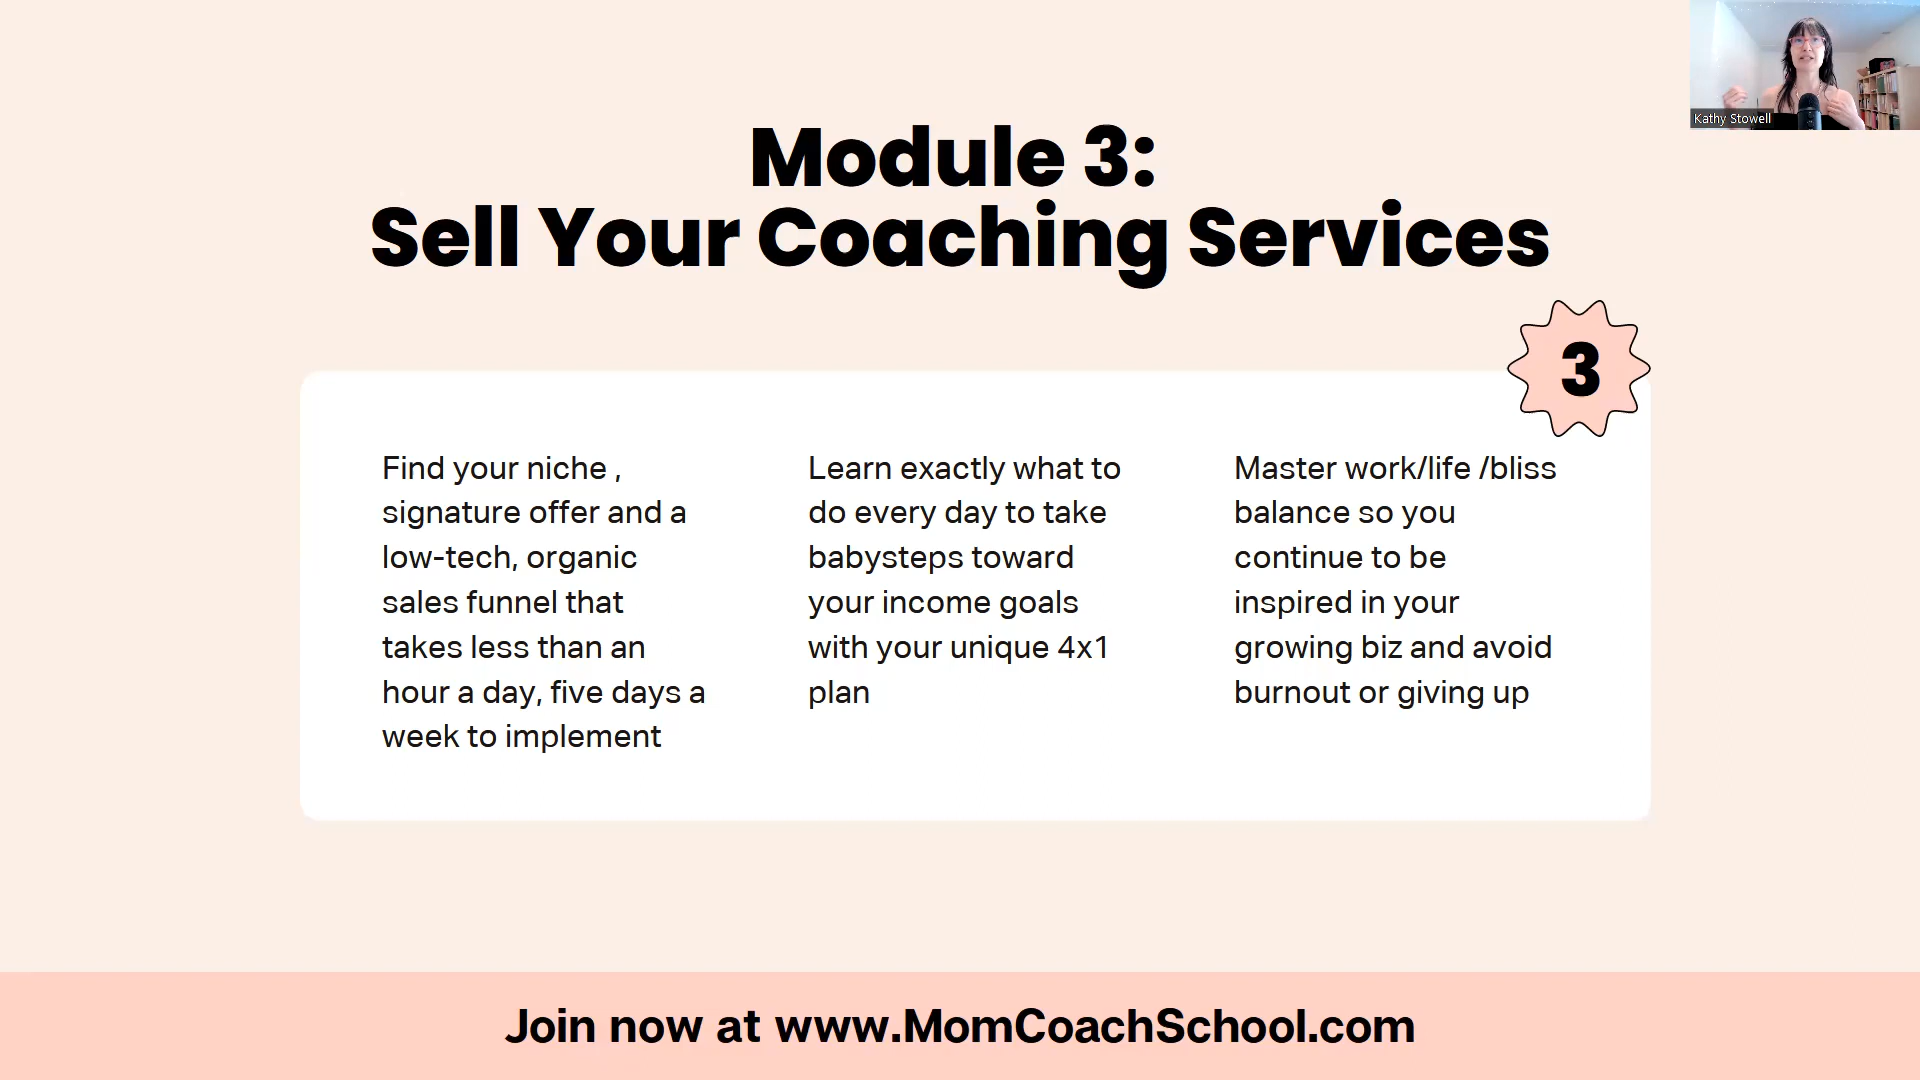 Kathy Stowell
Module 3:
Sell Your Coaching Services
3
Find your niche ,
signature offer and a
low-tech, organic
sales funnel that
takes less than an
hour a day, five days a
week to implement
Learn exactly what to
do every day to take
babysteps toward
your income goals
with your unique 4x1
plan
Master work/life /bliss
balance so you
continue to be
inspired in your
growing biz and avoid
burnout or giving up
Join now at www.MomCoachSchool.com